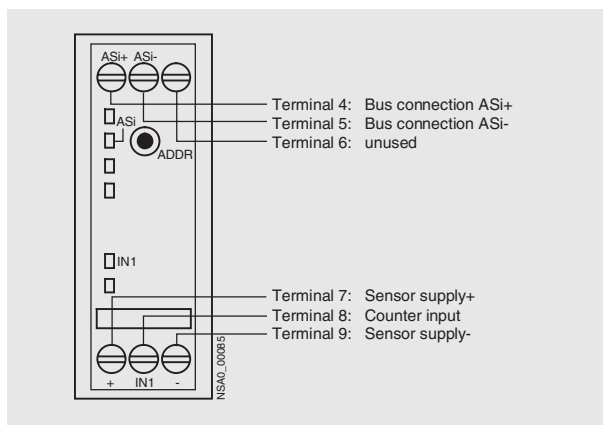 ASi+ ASi-
Terminal 4: Bus connection ASi+
ASi
Terminal 5: Bus connection ASi-
Terminal 6: unused
ADDR
IN1
Terminal 7: Sensor supply+
Terminal 8: Counter input
Terminal 9: Sensor supply-
NSA0_00085
+ IN1 -